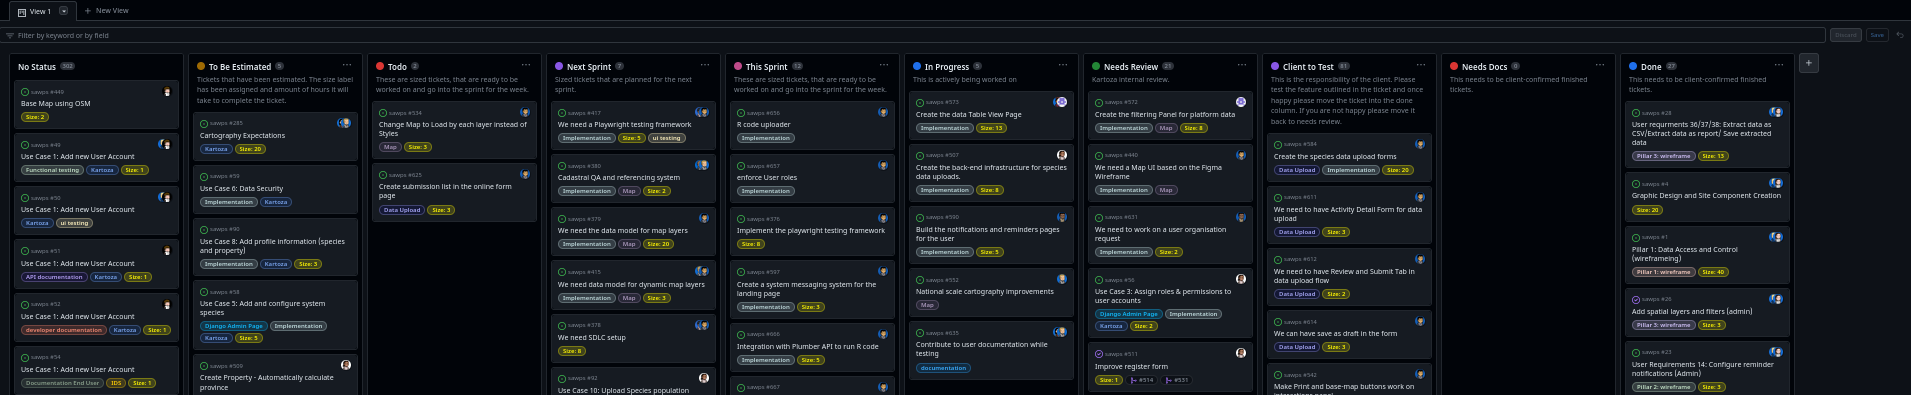 View 1
New View
Filter by keyword or by field
Discard
Save
No Status 302
sawps #449
Base Map using OSM
Size: 2
sawps #49
Use Case 1: Add new User Account
Functional testing Kartoza Size: 1
sawps #50
Use Case 1: Add new User Account
Kartoza ui testing
sawps #51
Use Case 1: Add new User Account
API documentation Kartoza Size: 1
sawps #52
Use Case 1: Add new User Account
developer documentation Kartoza Size: 1
sawps #54
Use Case 1: Add new User Account
Documentation End User IDS Size: 1
To Be Estimated 5
Tickets that have been estimated. The size label
has been assigned and amount of hours it will
take to complete the ticket.
sawps #285
Cartography Expectations
Kartoza Size: 20
sawps #59
Use Case 6: Data Security
Implementation Kartoza
sawps #90
Use Case 8: Add profile information (species
and property)
Implementation Kartoza Size: 3
sawps #58
Use Case 5: Add and configure system
species
Django Admin Page Implementation
Kartoza Size: 5
sawps #509
Create Property - Automatically calculate
province
Todo 2
These are sized tickets, that are ready to be
worked on and go into the sprint for the week.
sawps #534
Change Map to Load by each layer instead of
Styles
Map Size: 3
sawps #625
Create submission list in the online form
page
Data Upload Size: 3
Next Sprint 7
Sized tickets that are planned for the next
sprint.
sawps #417
We need a Playwright testing framework
Implementation Size: 5 ui testing
sawps #380
Cadastral QA and referencing system
Implementation Map Size: 2
sawps #379
We need the data model for map layers
Implementation Map Size: 20
sawps #415
We need data model for dynamic map layers
Implementation Map Size: 3
sawps #378
We need SDLC setup
Size: 8
sawps #92
Use Case 10: Upload Species population
This Sprint 12
These are sized tickets, that are ready to be
worked on and go into the sprint for the week.
sawps #656
R code uploader
Implementation
sawps #657
enforce User roles
Implementation
sawps #376
Implement the playwright testing framework
Size: 8
sawps #597
Create a system messaging system for the
landing page
Implementation Size: 3
sawps #666
Integration with Plumber API to run R code
Implementation Size: 5
sawps #667
In Progress 5
This is actively being worked on
sawps #573
Create the data Table View Page
Implementation Size: 13
sawps #507
Create the back-end infrastructure for species
data uploads.
Implementation Size: 8
sawps #599
Build the notifications and reminders pages
for the user
Implementation Size: 5
sawps #552
National scale cartography improvements
Map
sawps #635
Contribute to user documentation while
testing
documentation
Needs Review 21
Kartoza internal review.
sawps #572
Create the filtering Panel for platform data
Implementation Map Size: 8
sawps #440
We need a Map UI based on the Figma
Wireframe
Implementation Map
sawps #631
We need to work on a user organisation
request
Implementation Size: 2
sawps #56
Use Case 3: Assign roles & permissions to
user accounts
Django Admin Page Implementation
Kartoza Size: 2
sawps #511
Improve register form
Size: 1 #514 #531
Client to Test 61
This is the responsibility of the client. Please
test the feature outlined in the ticket and once
happy please move the ticket into the done
column. If you are not happy please move it
back to needs review.
sawps #584
Create the species data upload forms
Data Upload Implementation Size: 20
sawps #611
We need to have Activity Detail Form for data
upload
Data Upload Size: 3
sawps #612
We need to have Review and Submit Tab in
data upload flow
Data Upload Size: 2
sawps #614
We can have save as draft in the form
Data Upload Size: 3
sawps #542
Make Print and base-map buttons work on
Needs Docs 0
This needs to be client-confirmed finished
tickets.
Done 27
This needs to be client-confirmed finished
tickets.
sawps #28
User requrments 36/37/38: Extract data as
CSV/Extract data as report/ Save extracted
data
Pillar 3: wireframe Size: 13
sawps #4
Graphic Design and Site Component Creation
Size: 20
sawps #1
Pillar 1: Data Access and Control
(wireframeing)
Pillar 1: wireframe Size: 40
sawps #26
Add spatial layers and filters (admin)
Pillar 3: wireframe Size: 3
sawps #23
User Requirements 14: Configure reminder
notifications (Admin)
Pillar 2: wireframe Size: 3